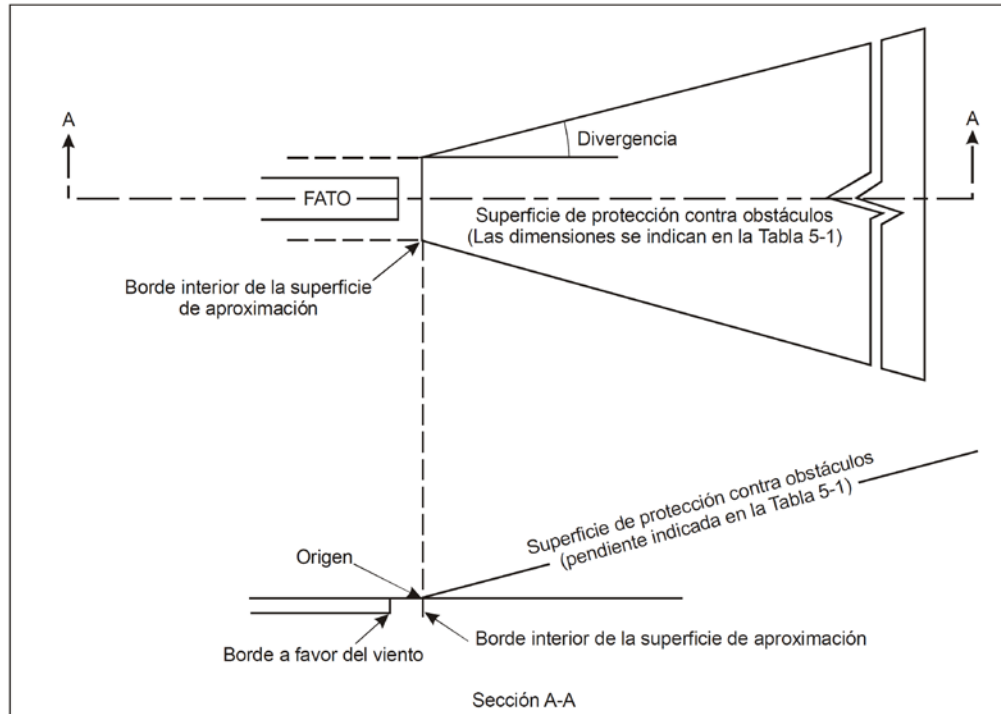 A
A
Divergencia
FATO
Superficie de protección contra obstáculos
(Las dimensiones se indican en la Tabla 5-1)
Borde interior de la superficie
de aproximación
Superficie de protección contra obstáculos
(pendiente indicada en la Tabla 5-1)
Origen
Borde interior de la superficie de aproximación
Borde a favor del viento
Sección A-A